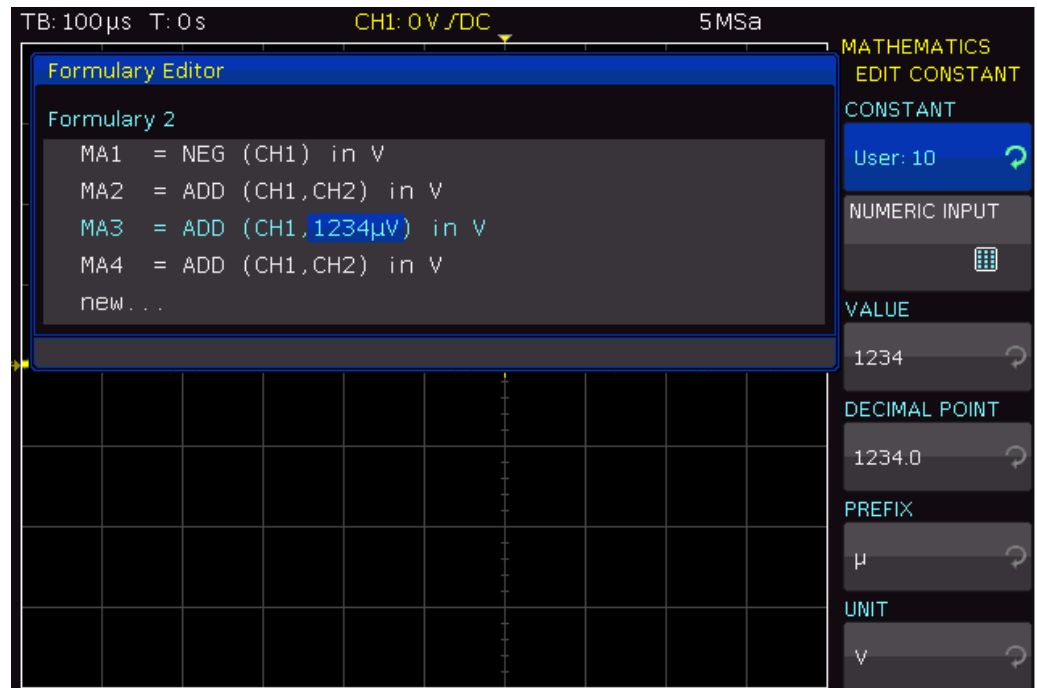 TB: 100µs T: 0s CH1: 0V/DC 5MSa
Formulary Editor
Formulary 2
MA1 = NEG (CH1) in V
MA2 = ADD (CH1,CH2) in V
MA3 = ADD (CH1,1234µV) in V
MA4 = ADD (CH1,CH2) in V
new...
MATHEMATICS
EDIT CONSTANT
CONSTANT
User: 10
NUMERIC INPUT
VALUE
1234
DECIMAL POINT
1234.0
PREFIX
µ
UNIT
V